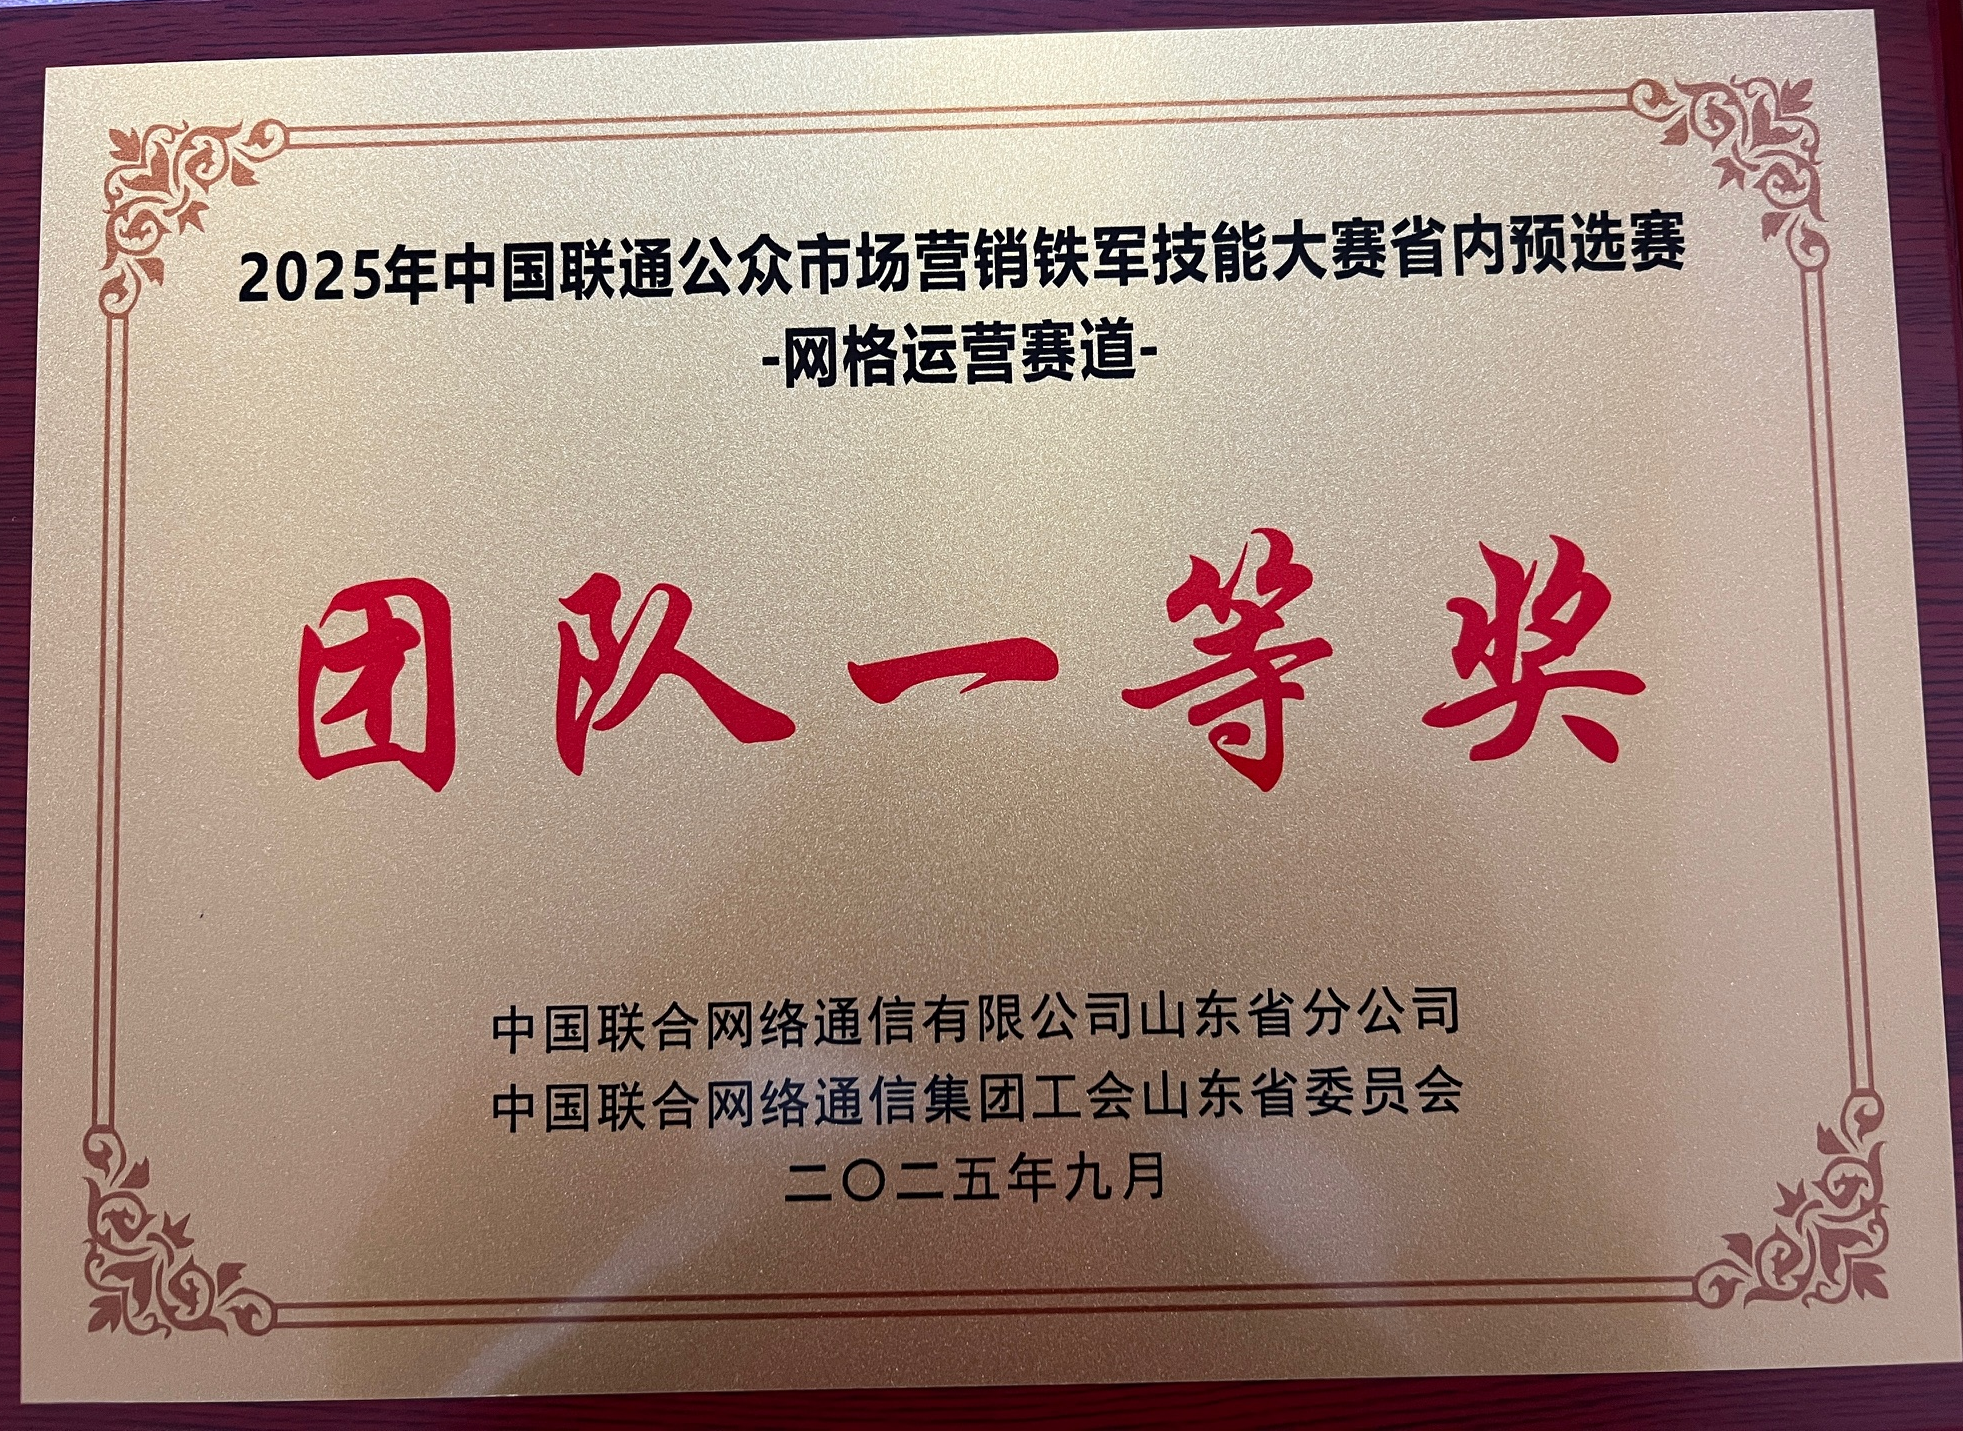 2025年中国联通公众市场营销铁军技能大赛省内预选赛
-网格运营赛道-
团队一等奖
中国联合网络通信有限公司山东省分公司
中国联合网络通信集团工会山东省委员会
二〇二五年九月